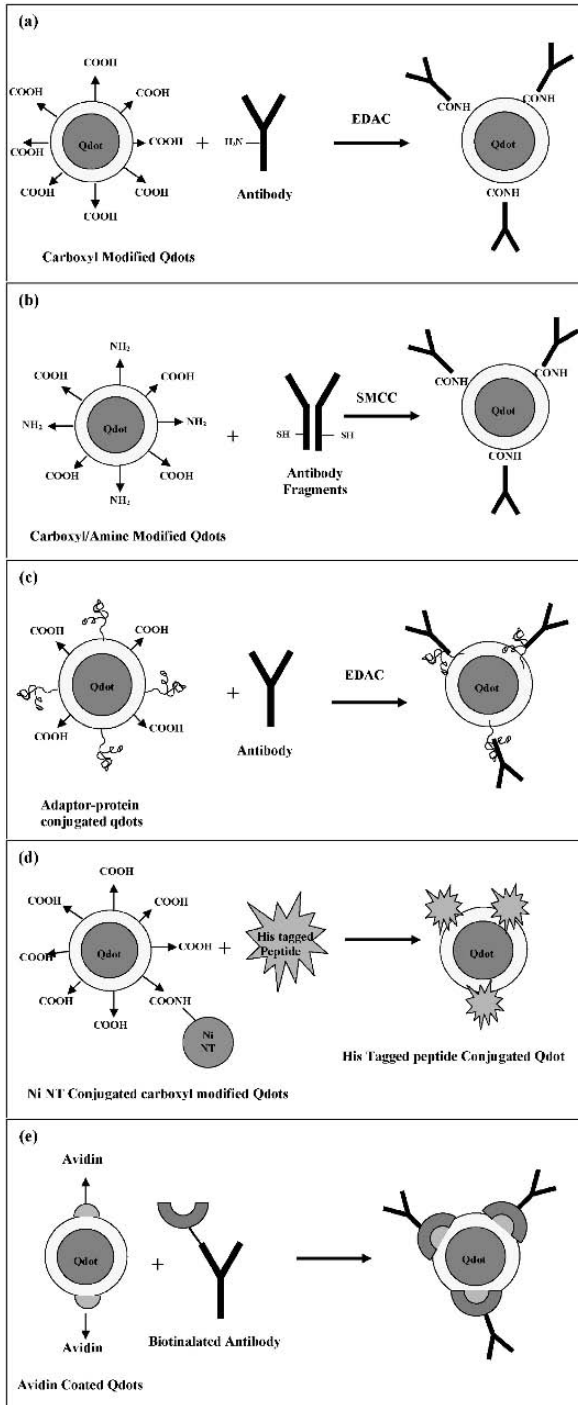 (a)
COOH
COOH
COOH
COOH
Qdot
COOH
COOH
COOH
COOH
+
H₂N
Antibody
EDAC
CONH
CONH
Qdot
CONH
Carboxyl Modified Qdots
(b)
NH₂
COOH
COOH
NH₂
Qdot
NH₂
COOH
COOH
NH₂
+
SH
SH
Antibody
Fragments
SMCC
CONH
CONH
Qdot
CONH
Carboxyl/Amine Modified Qdots
(c)
COOH
COOH
Qdot
COOH
COOH
+
Antibody
EDAC
Qdot
Adaptor-protein
conjugated qdots
(d)
COOH
COOH
COOH
COOH
Qdot
COOH
COOH
COOH
COONH
Ni
NT
+
His tagged
Peptide
Qdot
His Tagged peptide Conjugated Qdot
Ni NT Conjugated carboxyl modified Qdots
(e)
Avidin
Qdot
Avidin
+
Biotinalated Antibody
Qdot
Avidin Coated Qdots